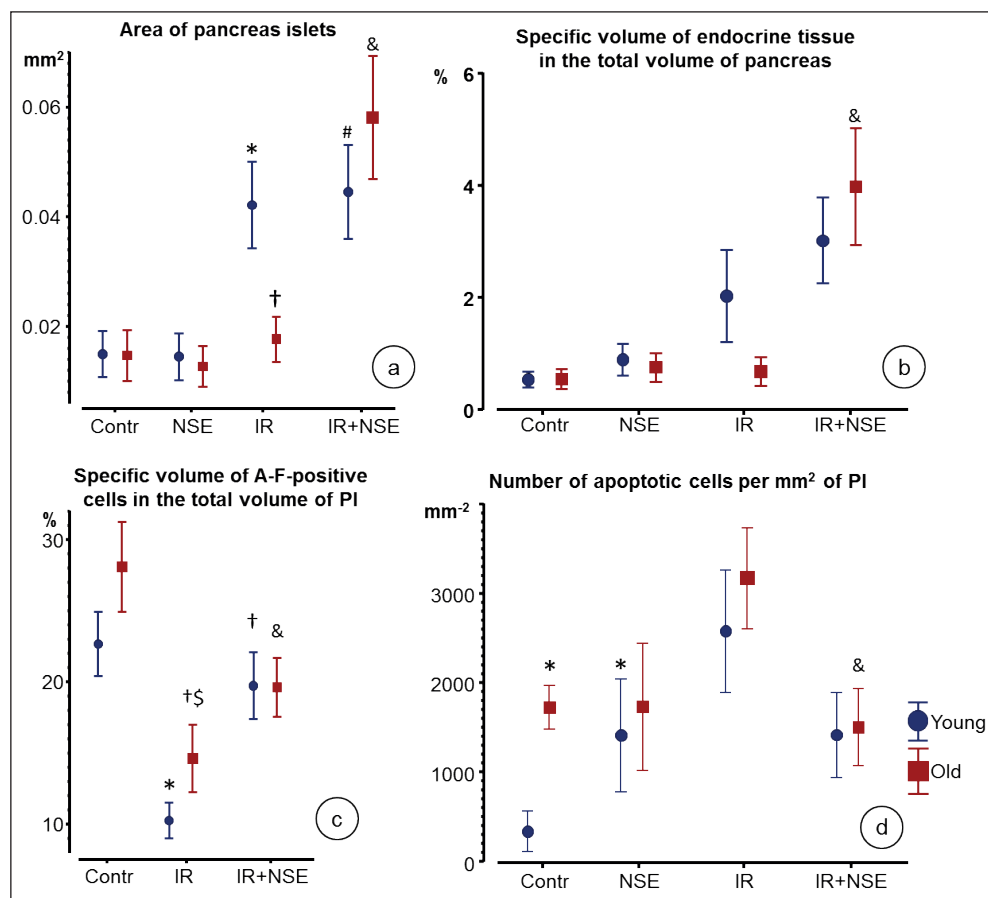 Area of pancreas islets
mm2
0.06
0.04
0.02
*
#
&
†
a
Contr NSE IR IR+NSE
Specific volume of endocrine tissue
in the total volume of pancreas
%
6
4
2
0
&
b
Contr NSE IR IR+NSE
Specific volume of A-F-positive
cells in the total volume of PI
%
30
20
10
*
†$
†
&
c
Contr IR IR+NSE
Number of apoptotic cells per mm2 of PI
mm-2
3000
2000
1000
0
*
*
&
d
Contr NSE IR IR+NSE
Young
Old